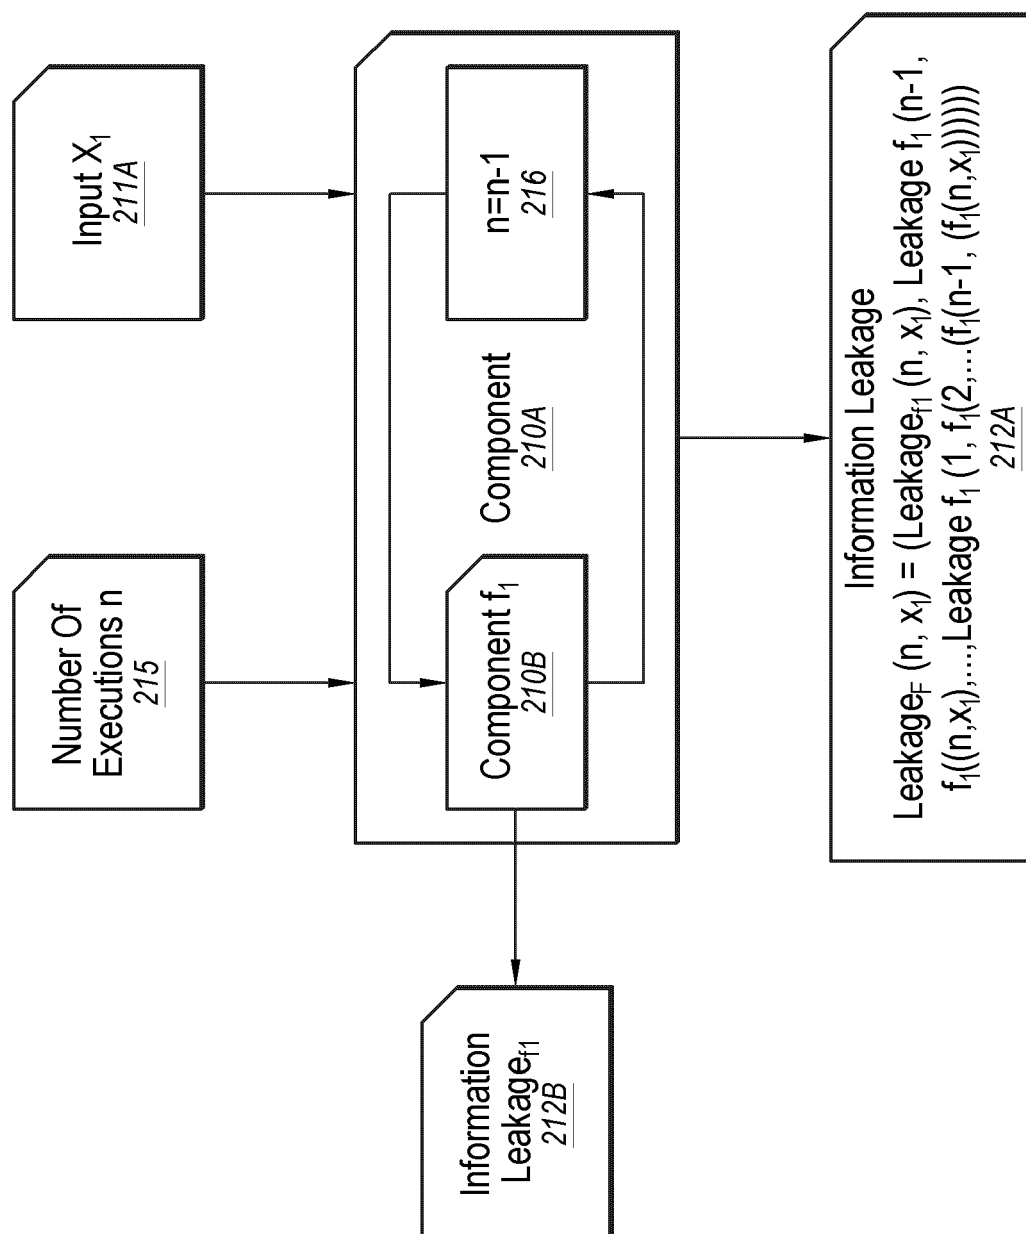 Number Of
Executions n
215
Input X1
211A
Component f1
210B
Component
210A
n=n-1
216
Information
Leakagef1
212B
Information Leakage
LeakageF (n, x1) = (Leakagef1 (n, x1), Leakage f1 (n-1,
f1((n,x1),...,Leakage f1 (1, f1(2,...(f1(n-1, (f1(n,x1))))))
212A